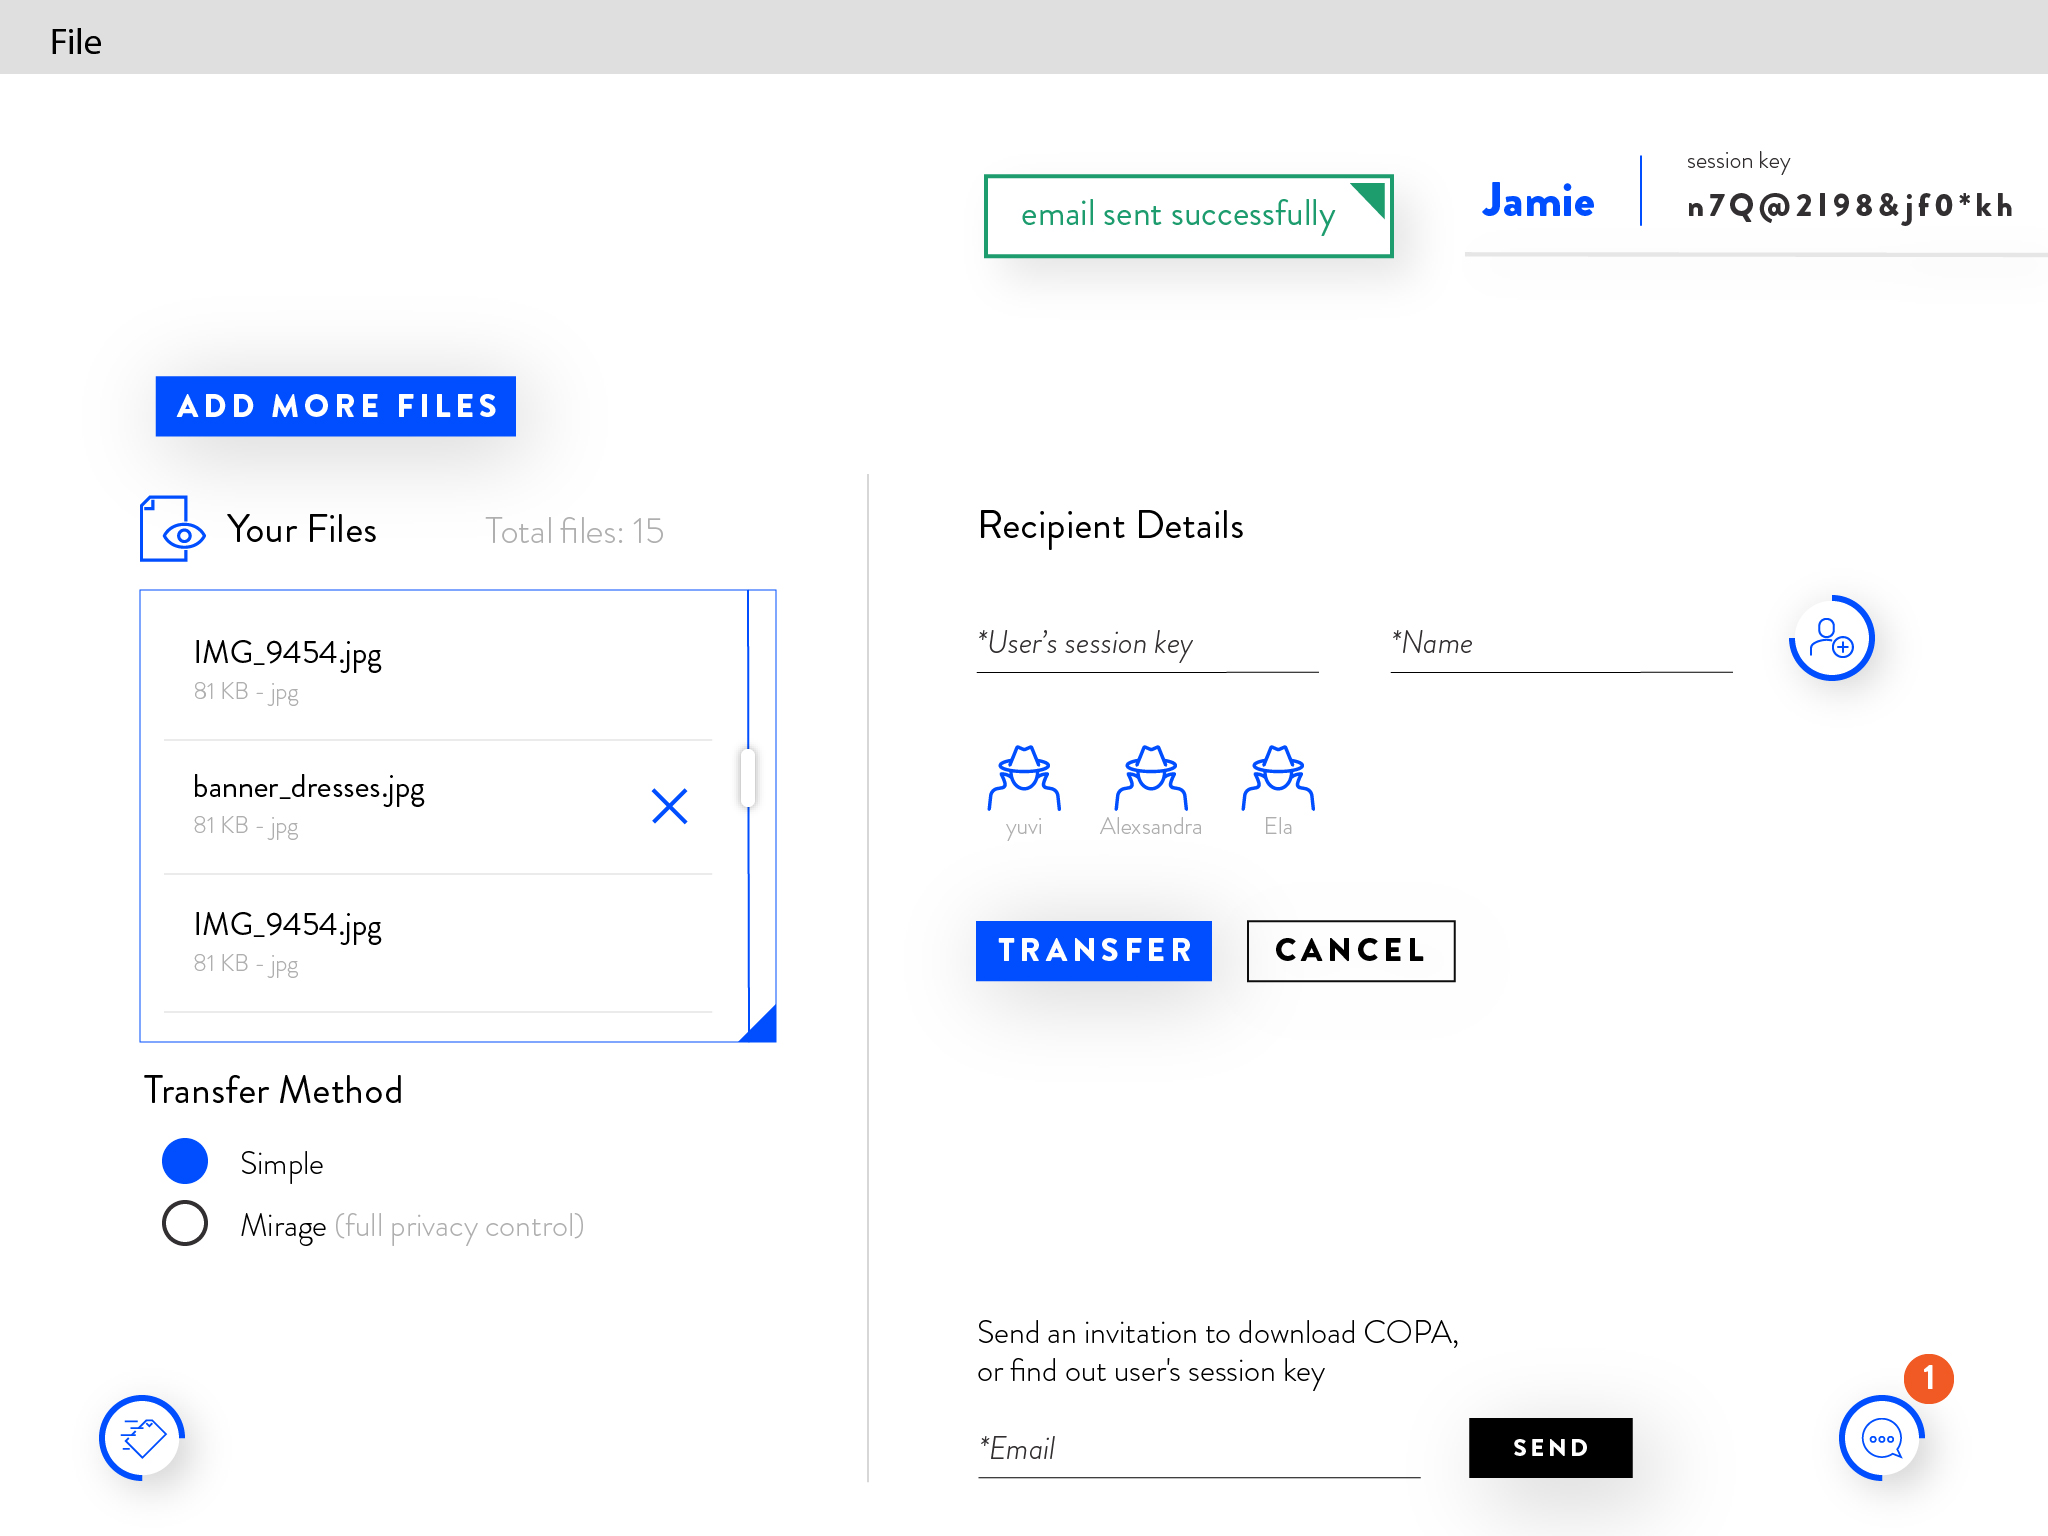 File
email sent successfully
Jamie
session key
n7Q@2l98&jf0*kh
ADD MORE FILES
Your Files
Total files: 15
IMG_9454.jpg
81 KB - jpg
banner_dresses.jpg
81 KB - jpg
IMG_9454.jpg
81 KB - jpg
Transfer Method
Simple
Mirage (full privacy control)
Recipient Details
*User’s session key
*Name
yuvi
Alexsandra
Ela
TRANSFER
CANCEL
Send an invitation to download COPA,
or find out user's session key
*Email
SEND
1